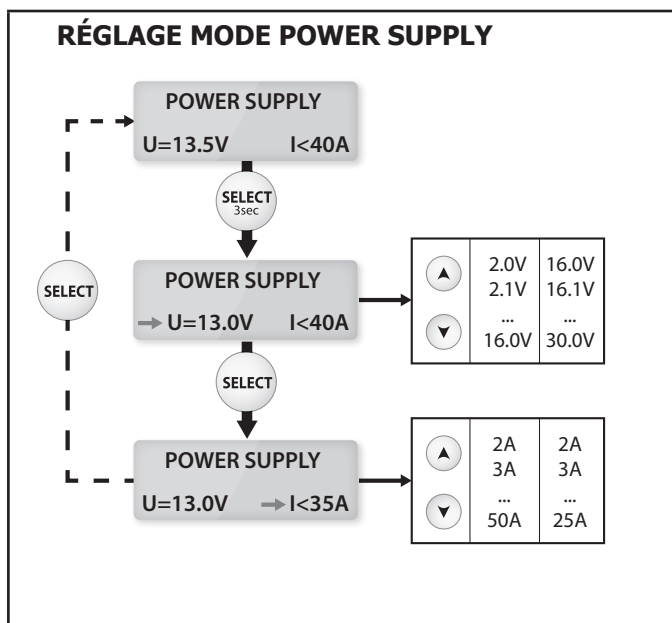 RÉGLAGE MODE POWER SUPPLY
POWER SUPPLY
U=13.5V I<40A
SELECT
3sec
SELECT
POWER SUPPLY
U=13.0V I<40A
2.0V 16.0V
2.1V 16.1V
... ...
16.0V 30.0V
SELECT
POWER SUPPLY
U=13.0V I<35A
2A 2A
3A 3A
... ...
50A 25A